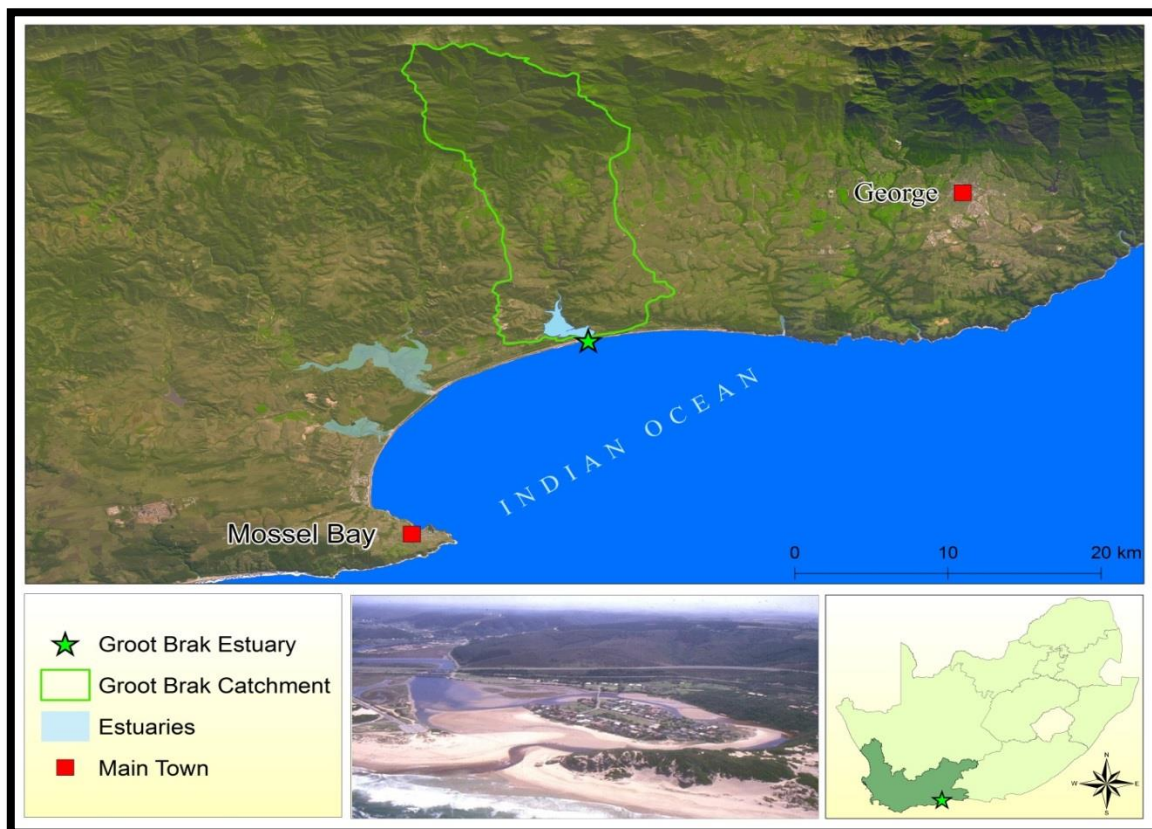 George
INDIAN OCEAN
Mossel Bay
0 10 20 km
Groot Brak Estuary
Groot Brak Catchment
Estuaries
Main Town
N
W E
S